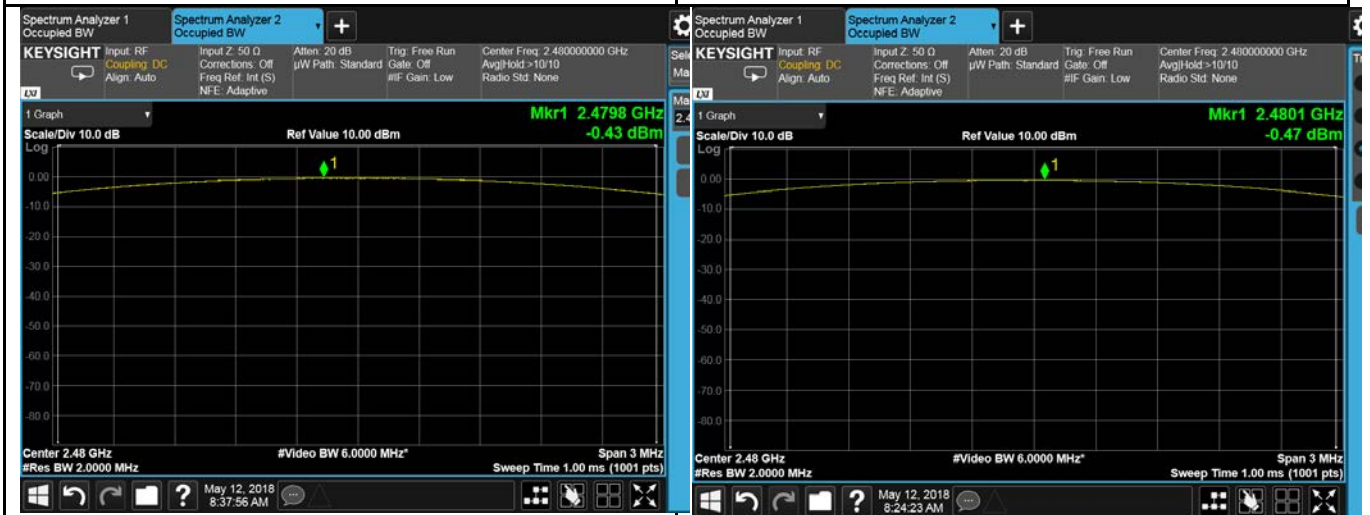 Spectrum Analyzer 1
Occupied BW
Spectrum Analyzer 2
Occupied BW
+
KEYSIGHT
Input: RF
Coupling: DC
Align: Auto
Input Z: 50 Ω
Corrections: Off
Freq Ref: Int (S)
NFE: Adaptive
Atten: 20 dB
µW Path: Standard
Trig: Free Run
Gate: Off
#IF Gain: Low
Center Freq: 2.480000000 GHz
Avg|Hold:>10/10
Radio Std: None
LXI
1 Graph
Mkr1 2.4798 GHz
-0.43 dBm
Scale/Div 10.0 dB
Ref Value 10.00 dBm
Log
1
0.00
-10.0
-20.0
-30.0
-40.0
-50.0
-60.0
-70.0
-80.0
Center 2.48 GHz
#Video BW 6.0000 MHz*
Span 3 MHz
#Res BW 2.0000 MHz
Sweep Time 1.00 ms (1001 pts)
?
May 12, 2018
8:37:56 AM
Sel
Ma
Ma
2.4
Spectrum Analyzer 1
Occupied BW
Spectrum Analyzer 2
Occupied BW
+
KEYSIGHT
Input: RF
Coupling: DC
Align: Auto
Input Z: 50 Ω
Corrections: Off
Freq Ref: Int (S)
NFE: Adaptive
Atten: 20 dB
µW Path: Standard
Trig: Free Run
Gate: Off
#IF Gain: Low
Center Freq: 2.480000000 GHz
Avg|Hold:>10/10
Radio Std: None
LXI
1 Graph
Mkr1 2.4801 GHz
-0.47 dBm
Scale/Div 10.0 dB
Ref Value 10.00 dBm
Log
1
0.00
-10.0
-20.0
-30.0
-40.0
-50.0
-60.0
-70.0
-80.0
Center 2.48 GHz
#Video BW 6.0000 MHz*
Span 3 MHz
#Res BW 2.0000 MHz
Sweep Time 1.00 ms (1001 pts)
?
May 12, 2018
8:24:23 AM